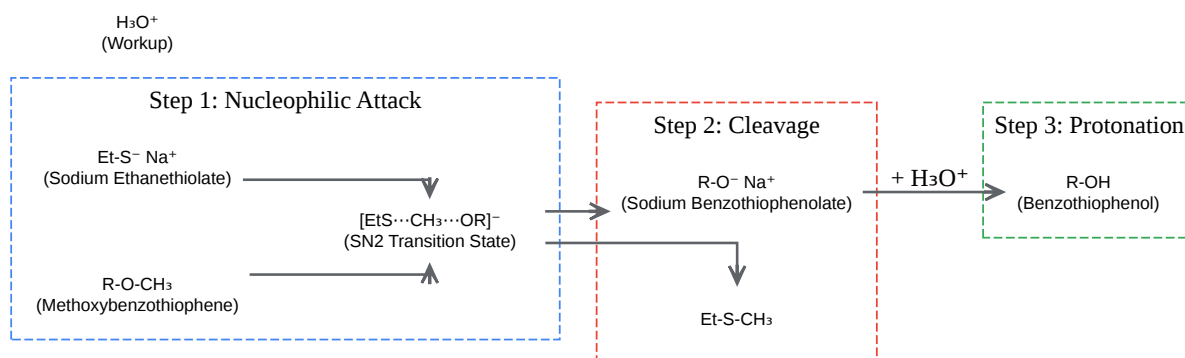 H₃O⁺
(Workup)
Step 1: Nucleophilic Attack
Et-S⁻ Na⁺
(Sodium Ethanethiolate)
[EtS···CH₃···OR]⁻
(SN2 Transition State)
R-O-CH₃
(Methoxybenzothiophene)
Step 2: Cleavage
R-O⁻ Na⁺
(Sodium Benzothiophenolate)
Et-S-CH₃
+ H₃O⁺
Step 3: Protonation
R-OH
(Benzothiophenol)